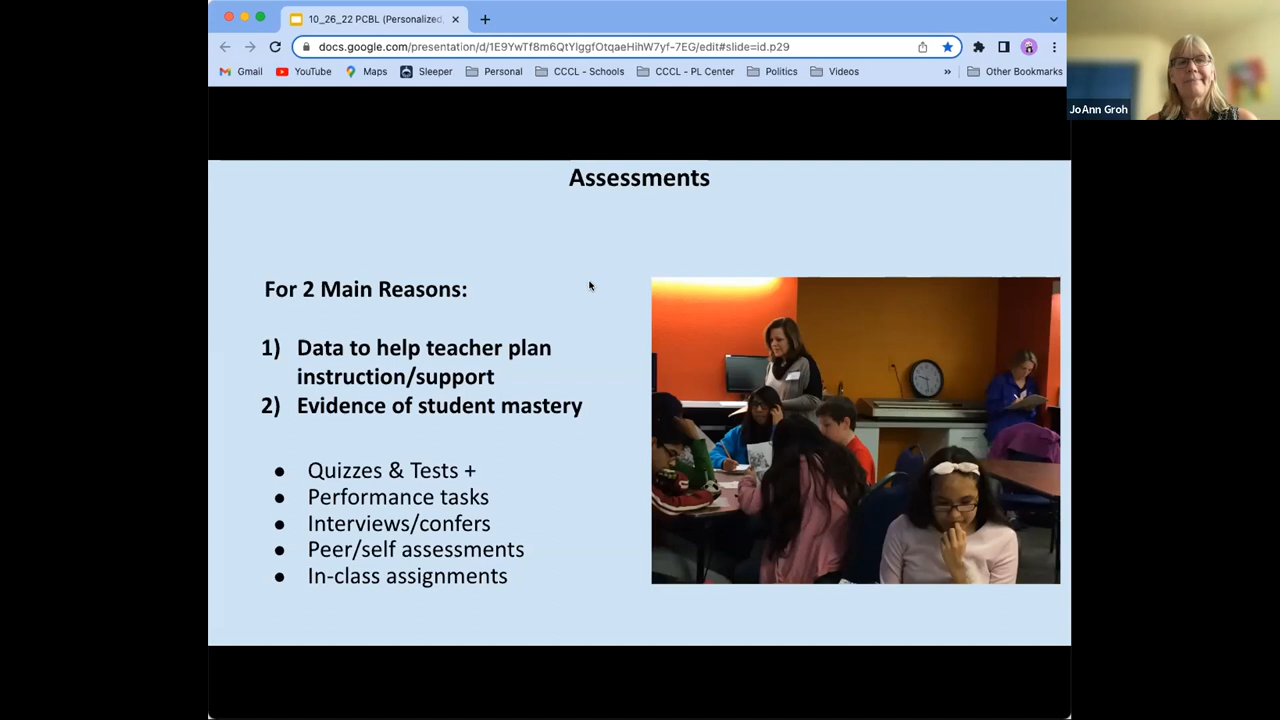 10_26_22 PCBL (Personalized,
docs.google.com/presentation/d/1E9YwTf8m6QtYlggfOtqaeHihW7yf-7EG/edit#slide=id.p29
Gmail YouTube Maps Sleeper Personal CCCL - Schools CCCL - PL Center Politics Videos » Other Bookmarks
JoAnn Groh
Assessments
For 2 Main Reasons:
1) Data to help teacher plan
instruction/support
2) Evidence of student mastery
● Quizzes & Tests +
● Performance tasks
● Interviews/confers
● Peer/self assessments
● In-class assignments